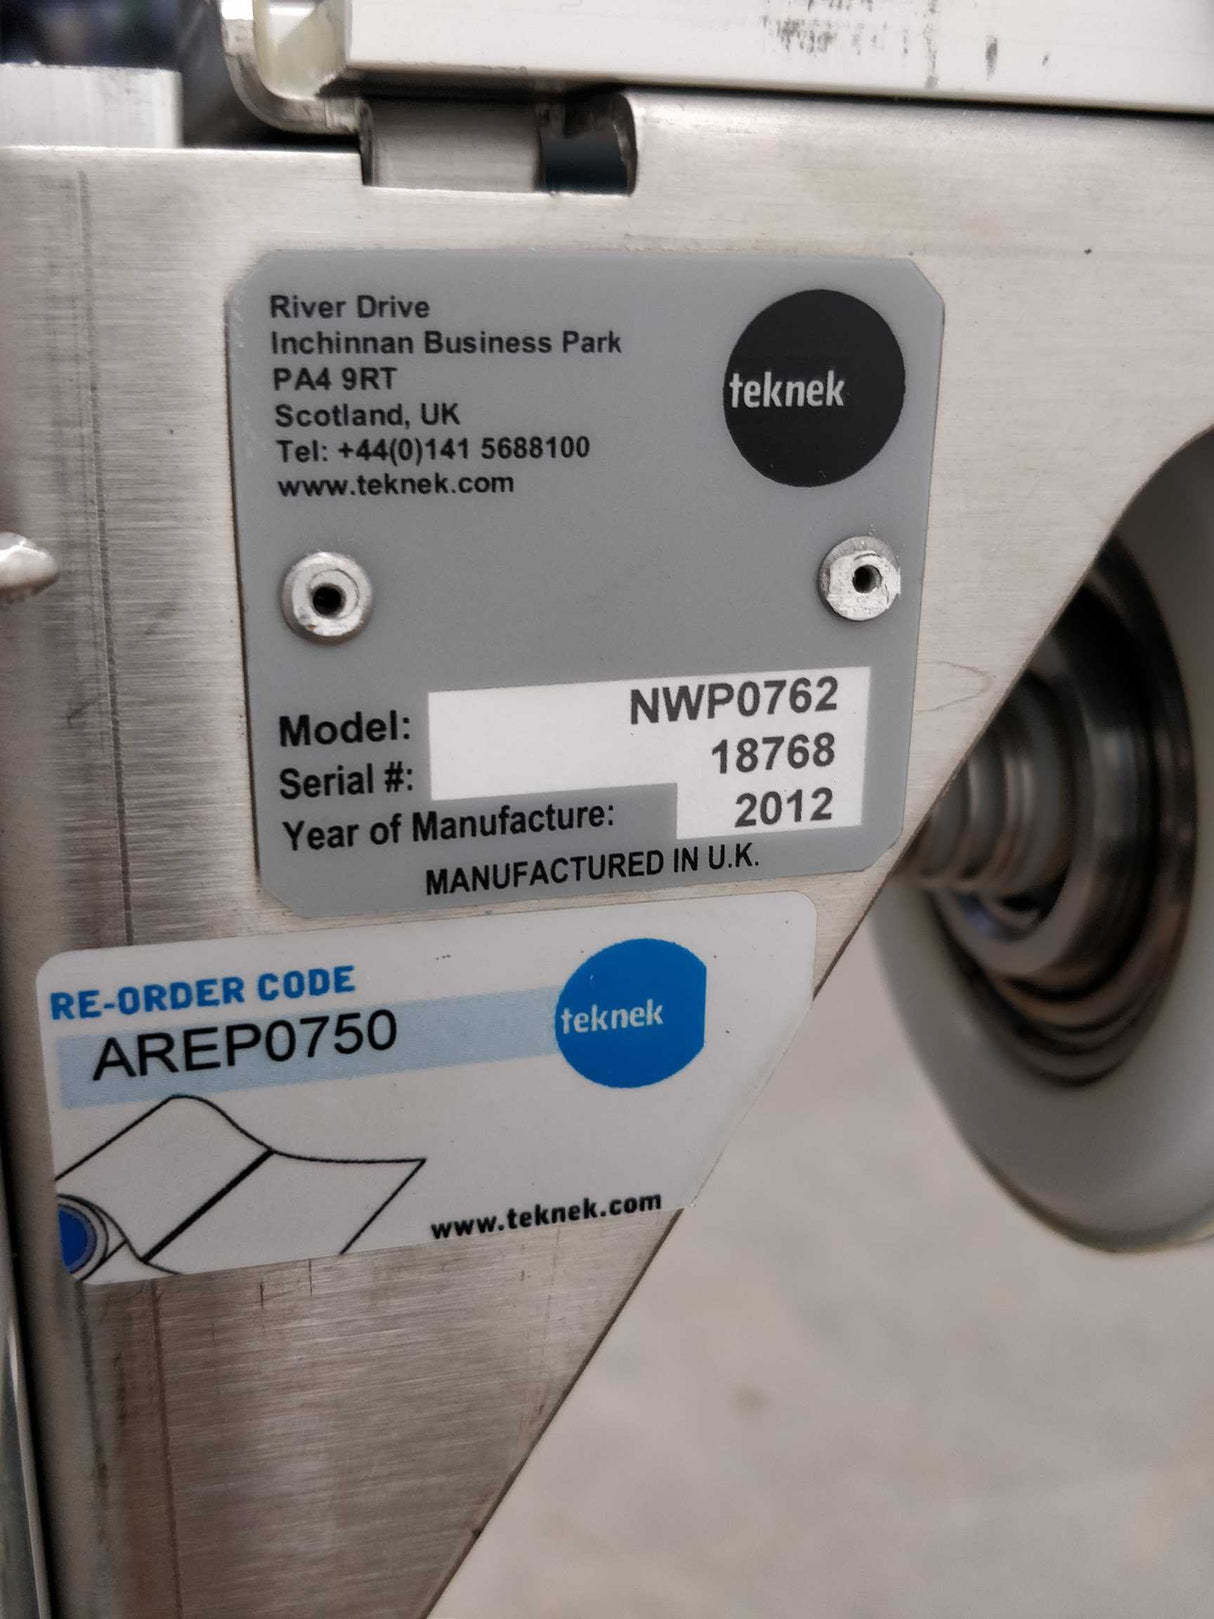 River Drive
Inchinnan Business Park
PA4 9RT
Scotland, UK
Tel: +44(0)141 5688100
www.teknek.com
teknek
Model: NWP0762
Serial #: 18768
Year of Manufacture: 2012
MANUFACTURED IN U.K.
RE-ORDER CODE
AREP0750
teknek
www.teknek.com